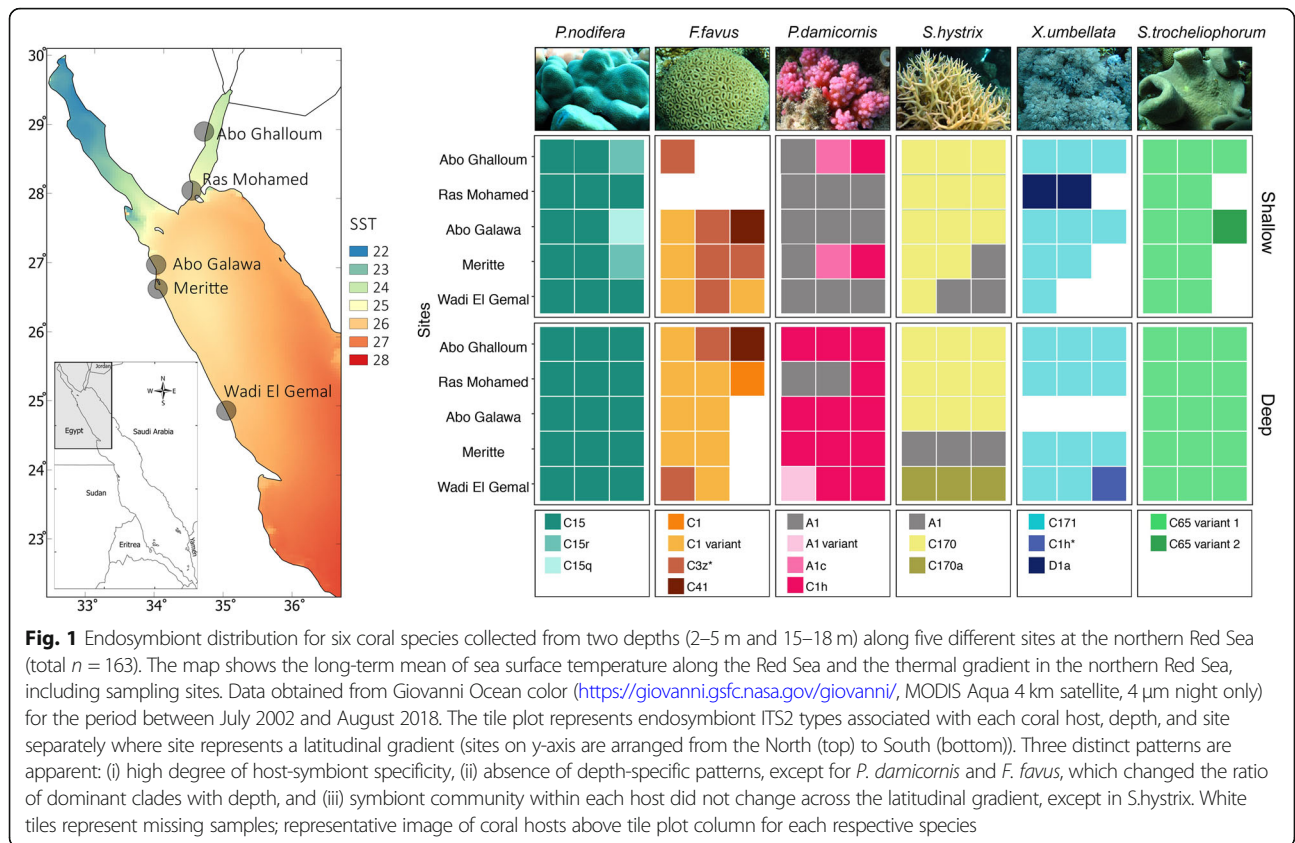 30°
29°
28°
27°
26°
25°
24°
23°
33°
34°
35°
36°
Abo Ghalloum
Ras Mohamed
Abo Galawa
Meritte
Wadi El Gemal
SST
22
23
24
25
26
27
28
Jordan
N
W E
S
Egypt
Saudi Arabia
Sudan
Eritrea
Yemen
P.nodifera F.favus P.damicornis S.hystrix X.umbellata S.trocheliophorum
Sites
Abo Ghalloum
Ras Mohamed
Abo Galawa
Meritte
Wadi El Gemal
Shallow
Abo Ghalloum
Ras Mohamed
Abo Galawa
Meritte
Wadi El Gemal
Deep
C15
C15r
C15q
C1
C1 variant
C3z*
C41
A1
A1 variant
A1c
C1h
A1
C170
C170a
C171
C1h*
D1a
C65 variant 1
C65 variant 2
Fig. 1 Endosymbiont distribution for six coral species collected from two depths (2–5 m and 15–18 m) along five different sites at the northern Red Sea
(total n = 163). The map shows the long-term mean of sea surface temperature along the Red Sea and the thermal gradient in the northern Red Sea,
including sampling sites. Data obtained from Giovanni Ocean color (https://giovanni.gsfc.nasa.gov/giovanni/, MODIS Aqua 4 km satellite, 4 μm night only)
for the period between July 2002 and August 2018. The tile plot represents endosymbiont ITS2 types associated with each coral host, depth, and site
separately where site represents a latitudinal gradient (sites on y-axis are arranged from the North (top) to South (bottom)). Three distinct patterns are
apparent: (i) high degree of host-symbiont specificity, (ii) absence of depth-specific patterns, except for P. damicornis and F. favus, which changed the ratio
of dominant clades with depth, and (iii) symbiont community within each host did not change across the latitudinal gradient, except in S.hystrix. White
tiles represent missing samples; representative image of coral hosts above tile plot column for each respective species